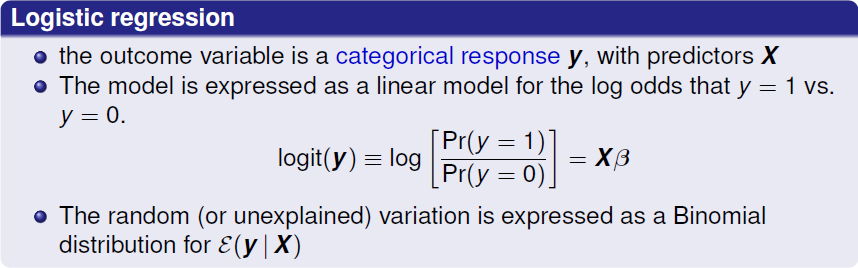 Logistic regression
the outcome variable is a categorical response y, with predictors X
The model is expressed as a linear model for the log odds that y = 1 vs.
y = 0.
logit(y) ≡ log [Pr(y = 1) / Pr(y = 0)] = Xβ
The random (or unexplained) variation is expressed as a Binomial
distribution for ℰ(y | X)